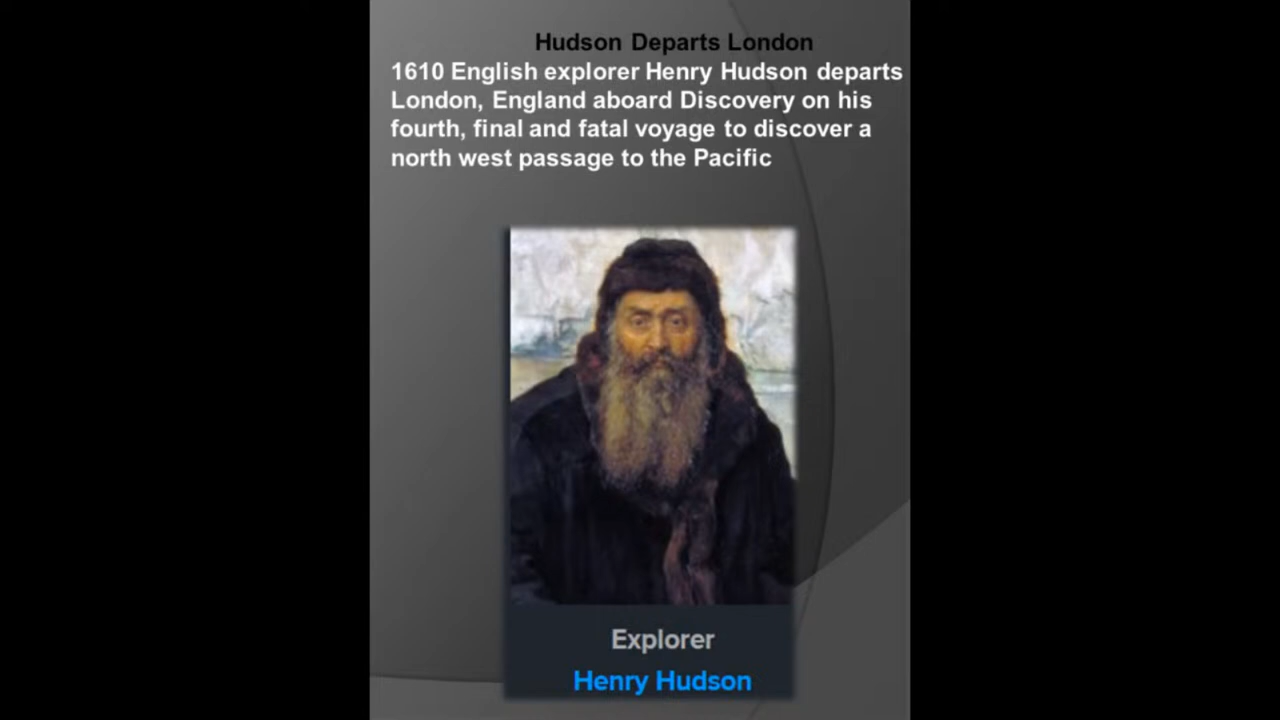 Hudson Departs London
1610 English explorer Henry Hudson departs
London, England aboard Discovery on his
fourth, final and fatal voyage to discover a
north west passage to the Pacific
Explorer
Henry Hudson